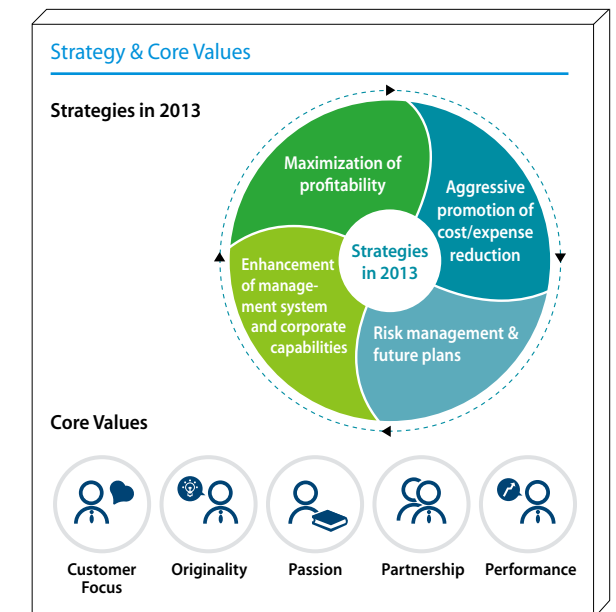 Strategy & Core Values
Strategies in 2013
Maximization of
profitability
Aggressive
promotion of
cost/expense
reduction
Strategies
in 2013
Enhancement
of manage-
ment system
and corporate
capabilities
Risk management &
future plans
Core Values
Customer
Focus
Originality
Passion
Partnership
Performance